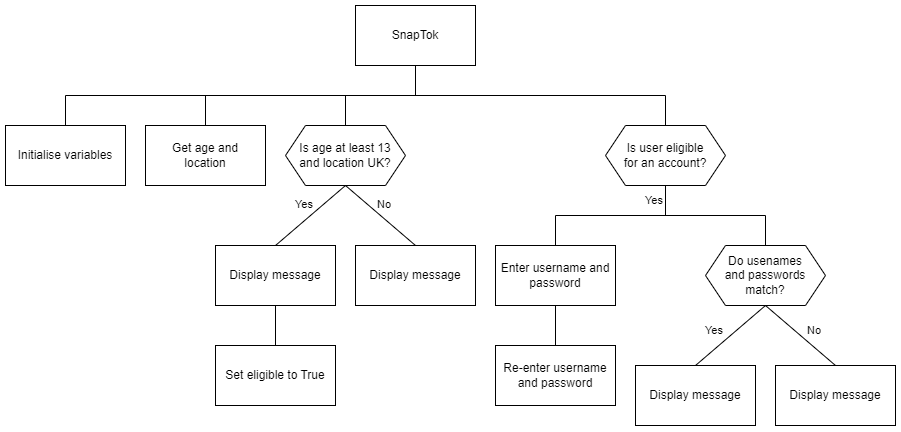 SnapTok
Initialise variables
Get age and
location
Is age at least 13
and location UK?
Is user eligible
for an account?
Yes
No
Yes
Display message
Display message
Enter username and
password
Do usenames
and passwords
match?
Yes
No
Set eligible to True
Re-enter username
and password
Display message
Display message